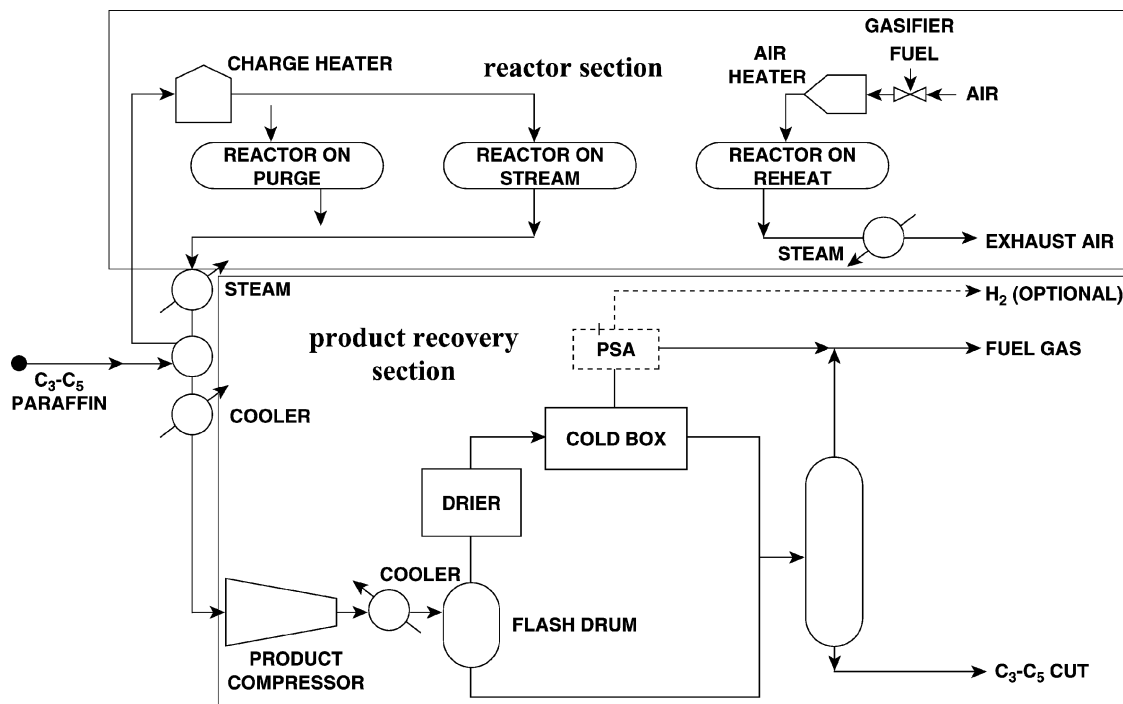 GASIFIER
FUEL
CHARGE HEATER
reactor section
AIR
HEATER
AIR
REACTOR ON
PURGE
REACTOR ON
STREAM
REACTOR ON
REHEAT
STEAM
EXHAUST AIR
STEAM
H₂ (OPTIONAL)
product recovery
section
PSA
FUEL GAS
C₃-C₅
PARAFFIN
COOLER
COLD BOX
DRIER
COOLER
FLASH DRUM
PRODUCT
COMPRESSOR
C₃-C₅ CUT